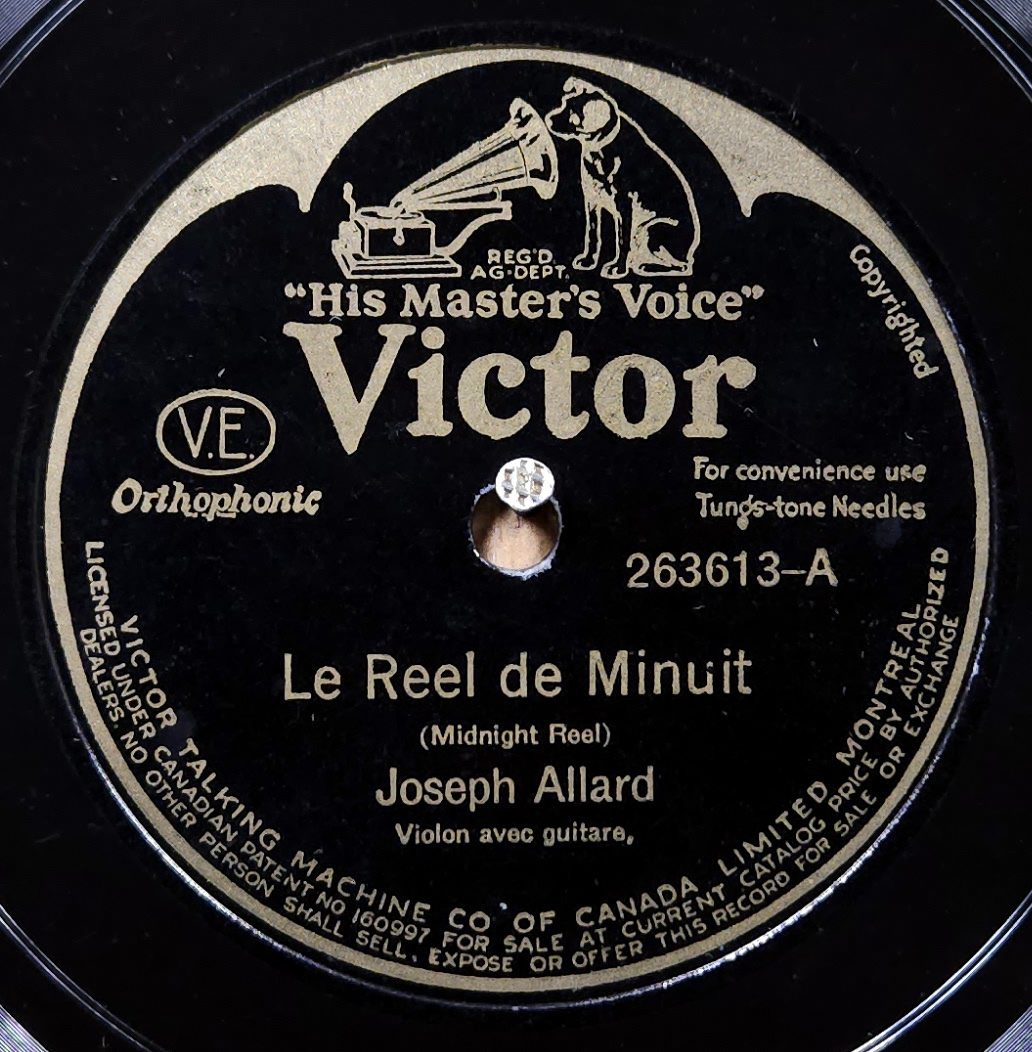 REG'D.
AG·DEPT.
"His Master's Voice"
Victor
Copyrighted
V.E.
Orthophonic
For convenience use
Tungs-tone Needles
263613–A
Le Reel de Minuit
(Midnight Reel)
Joseph Allard
Violon avec guitare,
VICTOR TALKING MACHINE CO OF CANADA, LIMITED, MONTREAL
LICENSED UNDER CANADIAN PATENT NO 160997 FOR SALE AT CURRENT CATALOG PRICE BY AUTHORIZED
DEALERS. NO OTHER PERSON SHALL SELL, EXPOSE OR OFFER THIS RECORD FOR SALE OR EXCHANGE